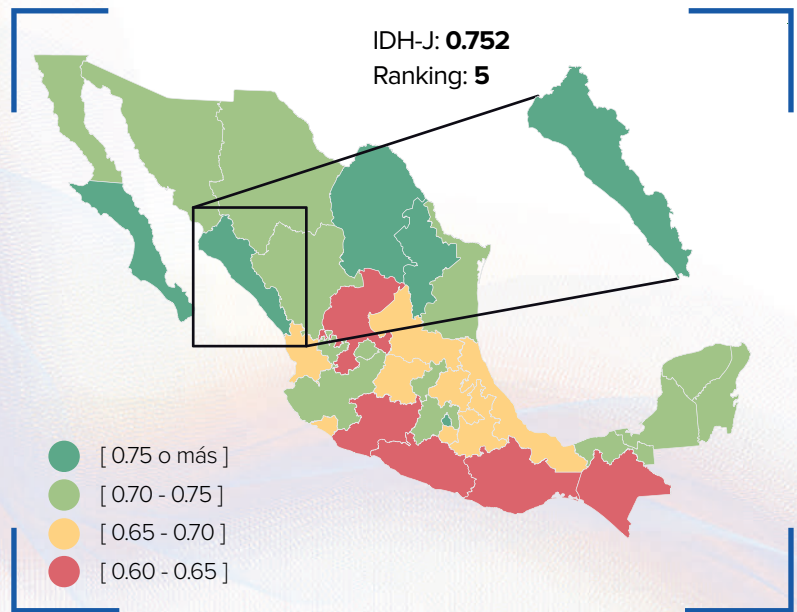 IDH-J: 0.752
Ranking: 5
[ 0.75 o más ]
[ 0.70 - 0.75 ]
[ 0.65 - 0.70 ]
[ 0.60 - 0.65 ]